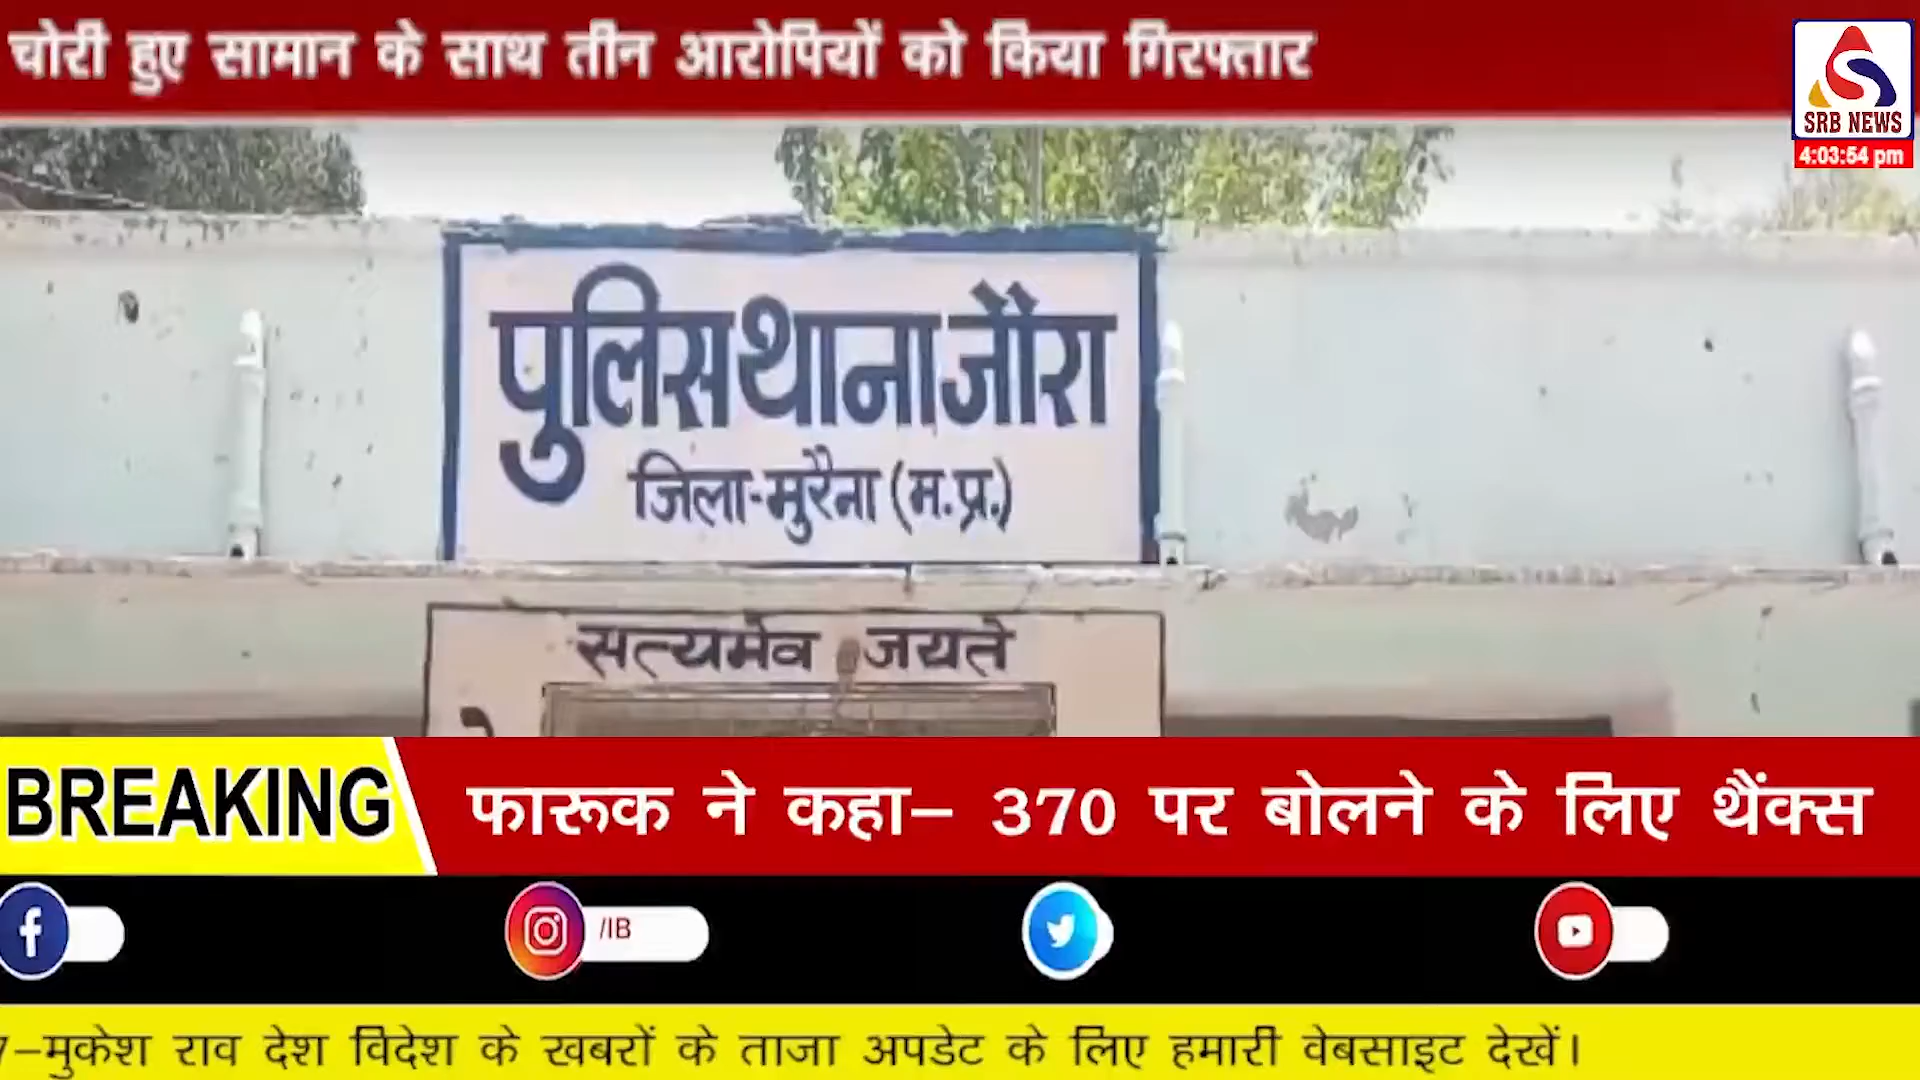 चोरी हुए सामान के साथ तीन आरोपियों को किया गिरफ्तार
SRB NEWS
4:03:54 pm
पुलिस थाना जौरा
जिला-मुरैना (म.प्र.)
सत्यमेव जयते
BREAKING
फारूक ने कहा– 370 पर बोलने के लिए थैंक्स
/IB
–मुकेश राव देश विदेश के खबरों के ताजा अपडेट के लिए हमारी वेबसाइट देखें।